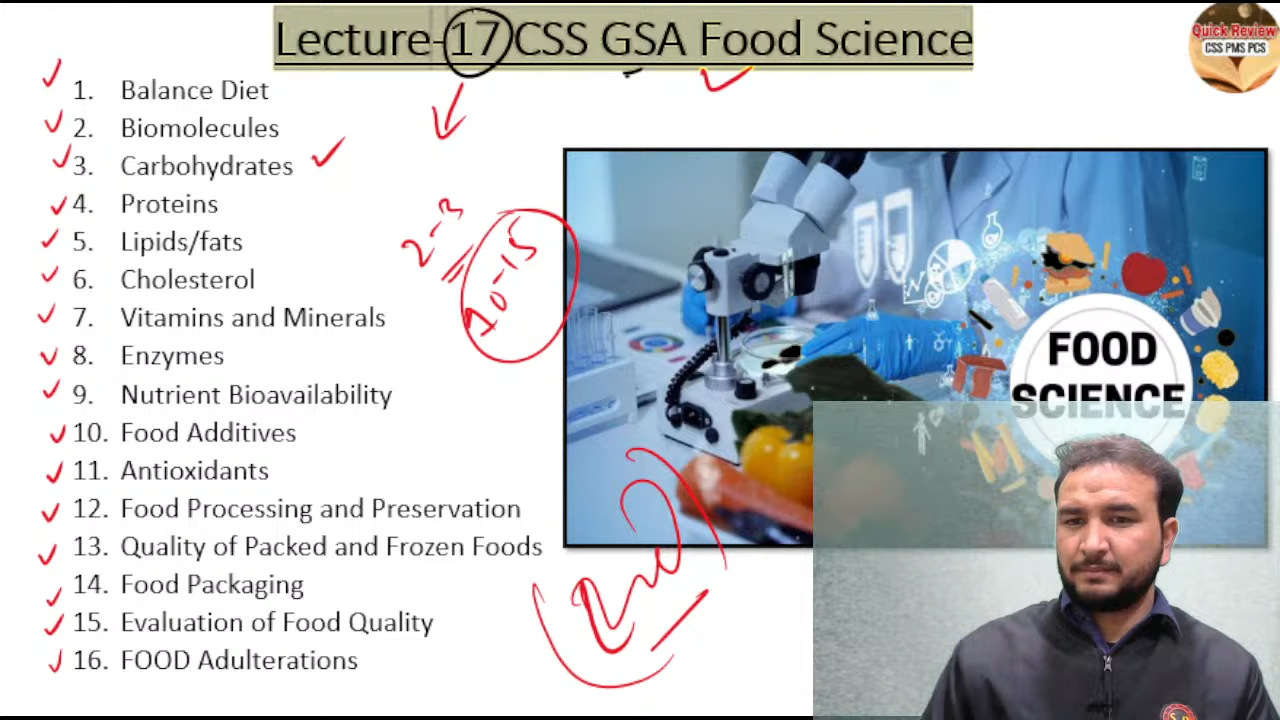 Lecture-17 CSS GSA Food Science
Quick Review
CSS PMS PCS
1. Balance Diet
2. Biomolecules
3. Carbohydrates
4. Proteins
5. Lipids/fats
6. Cholesterol
7. Vitamins and Minerals
8. Enzymes
9. Nutrient Bioavailability
10. Food Additives
11. Antioxidants
12. Food Processing and Preservation
13. Quality of Packed and Frozen Foods
14. Food Packaging
15. Evaluation of Food Quality
16. FOOD Adulterations
2-3
10-15
FOOD
SCIENCE